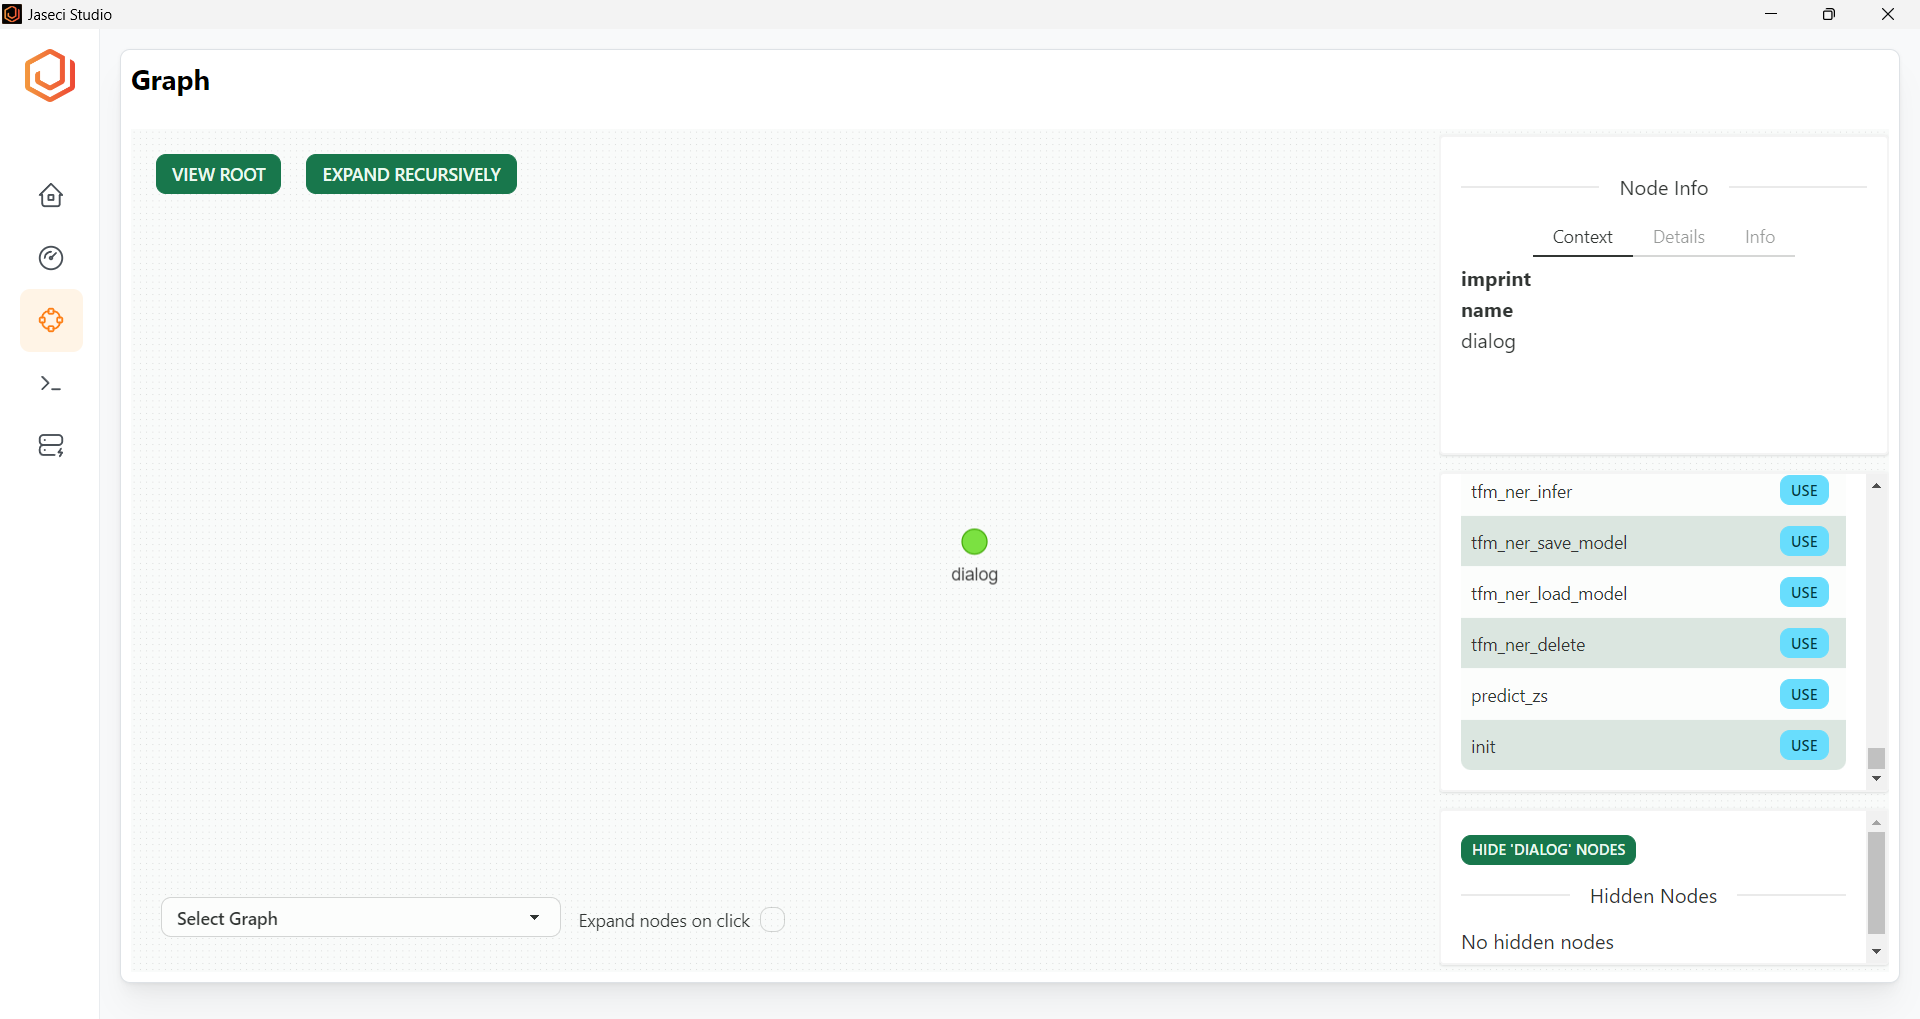 Jaseci Studio
Graph
VIEW ROOT
EXPAND RECURSIVELY
dialog
Select Graph
Expand nodes on click
Node Info
Context Details Info
imprint
name
dialog
tfm_ner_infer USE
tfm_ner_save_model USE
tfm_ner_load_model USE
tfm_ner_delete USE
predict_zs USE
init USE
HIDE 'DIALOG' NODES
Hidden Nodes
No hidden nodes